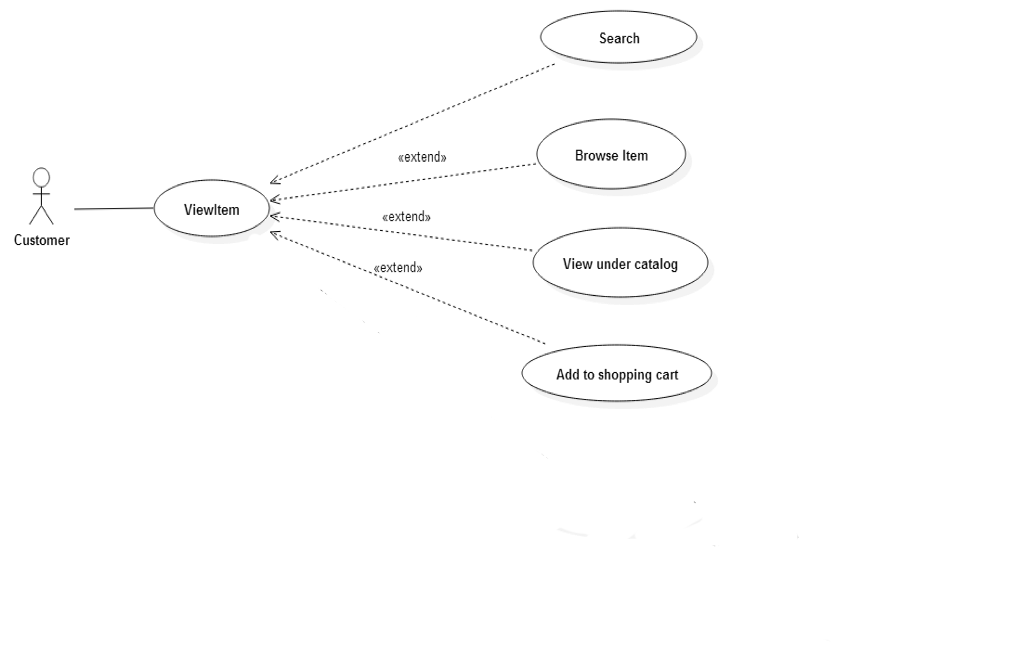 Search
«extend»
Browse Item
ViewItem
«extend»
Customer
View under catalog
«extend»
Add to shopping cart